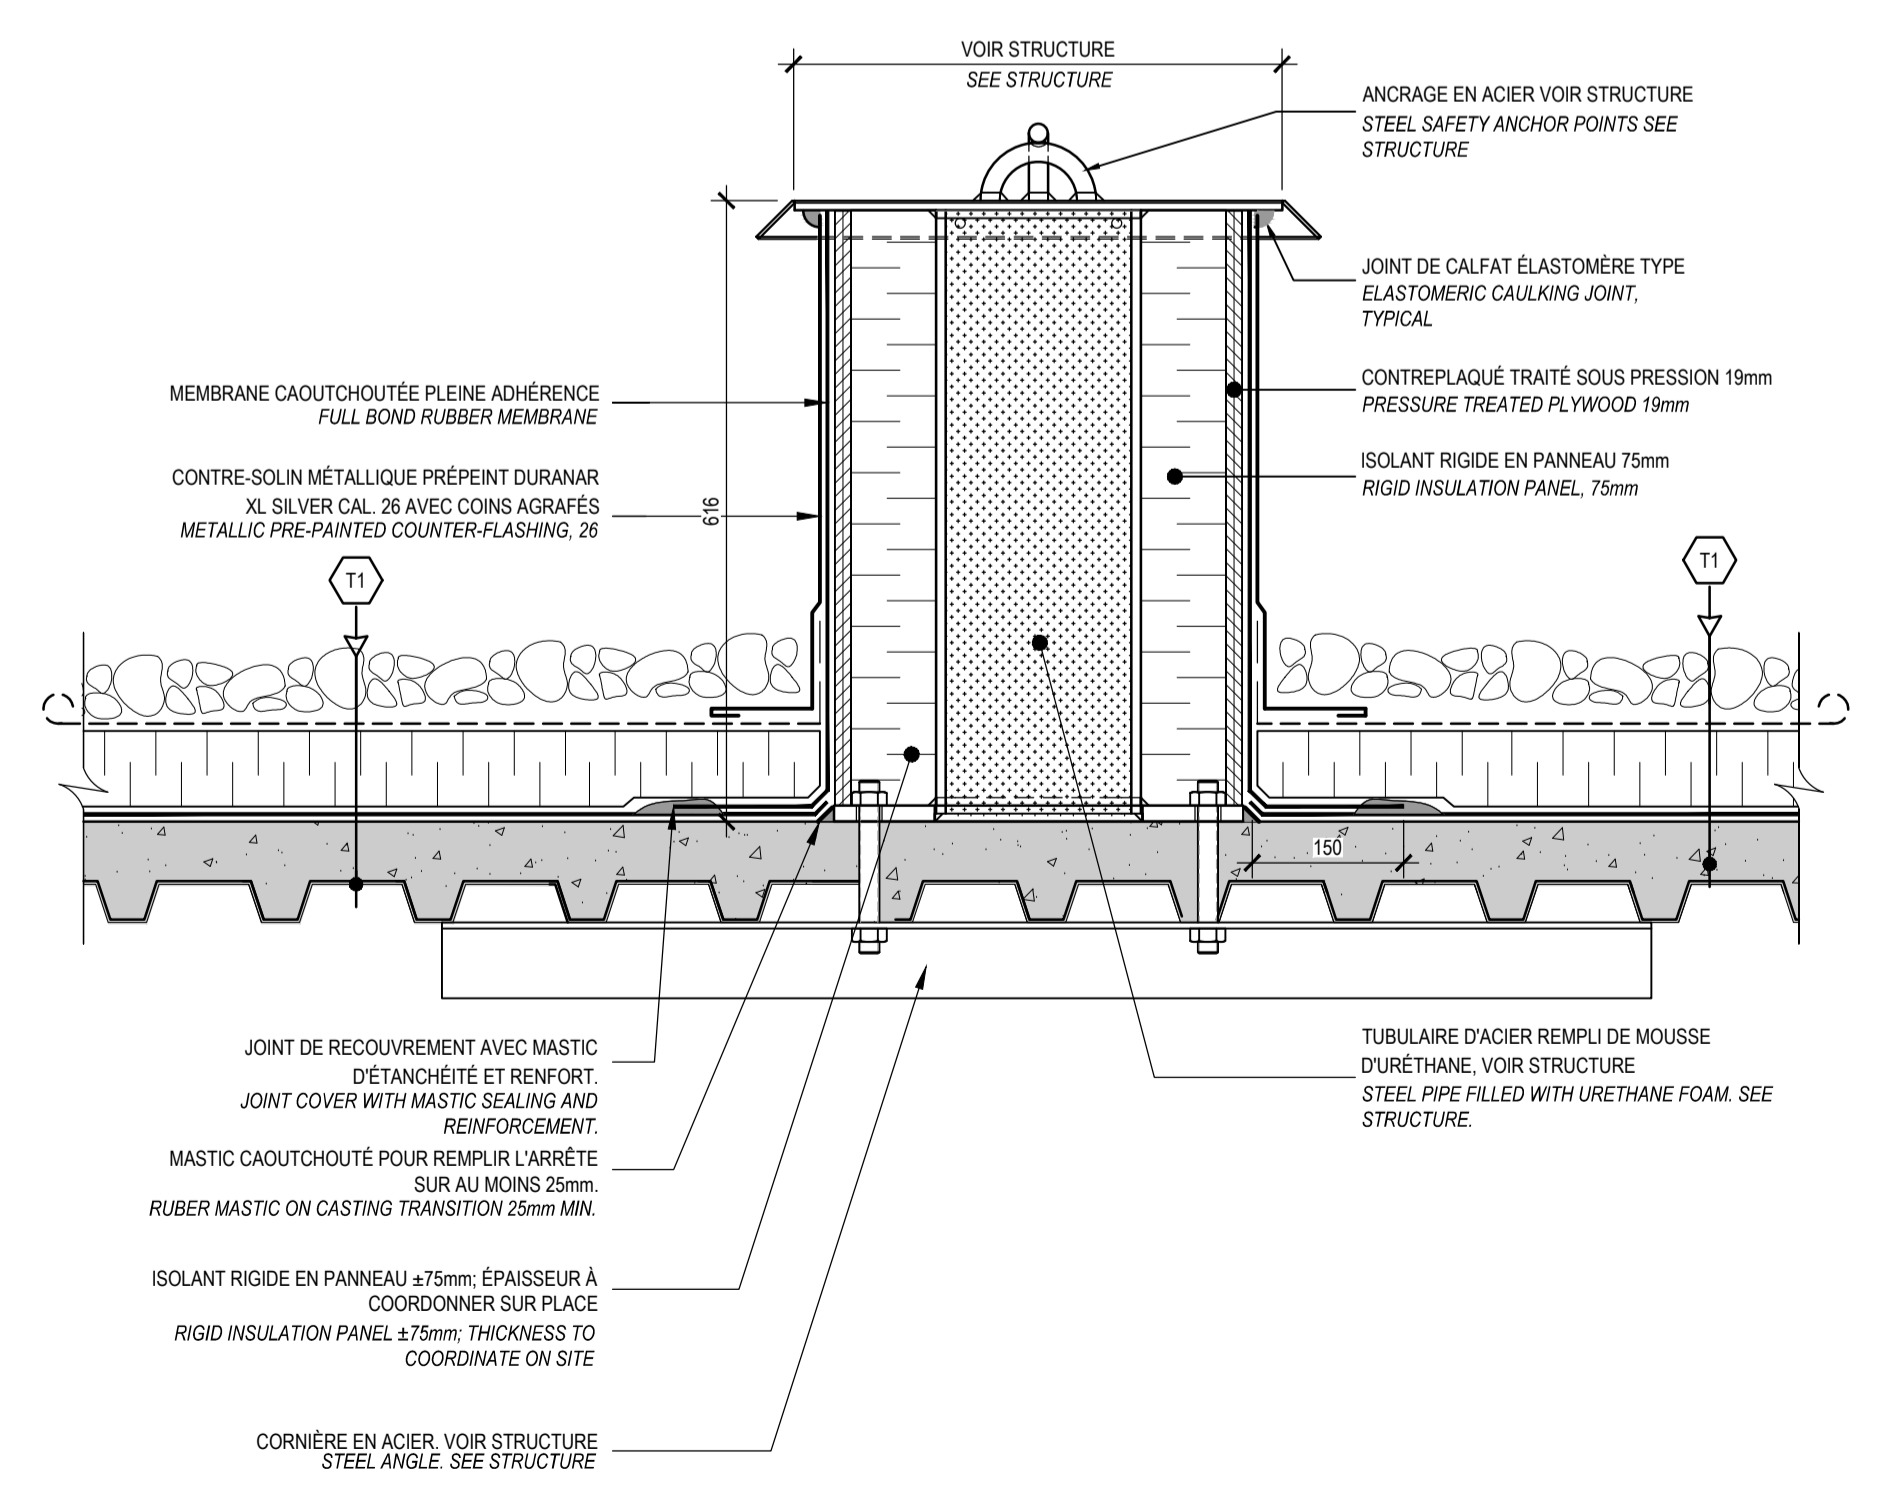 VOIR STRUCTURE
SEE STRUCTURE
ANCRAGE EN ACIER VOIR STRUCTURE
STEEL SAFETY ANCHOR POINTS SEE
STRUCTURE
JOINT DE CALFAT ÉLASTOMÈRE TYPE
ELASTOMERIC CAULKING JOINT,
TYPICAL
CONTREPLAQUÉ TRAITÉ SOUS PRESSION 19mm
PRESSURE TREATED PLYWOOD 19mm
ISOLANT RIGIDE EN PANNEAU 75mm
RIGID INSULATION PANEL, 75mm
MEMBRANE CAOUTCHOUTÉE PLEINE ADHÉRENCE
FULL BOND RUBBER MEMBRANE
CONTRE-SOLIN MÉTALLIQUE PRÉPEINT DURANAR
XL SILVER CAL. 26 AVEC COINS AGRAFÉS
METALLIC PRE-PAINTED COUNTER-FLASHING, 26
616
T1
T1
150
JOINT DE RECOUVREMENT AVEC MASTIC
D'ÉTANCHÉITÉ ET RENFORT.
JOINT COVER WITH MASTIC SEALING AND
REINFORCEMENT.
MASTIC CAOUTCHOUTÉ POUR REMPLIR L'ARRÊTE
SUR AU MOINS 25mm.
RUBER MASTIC ON CASTING TRANSITION 25mm MIN.
ISOLANT RIGIDE EN PANNEAU ±75mm; ÉPAISSEUR À
COORDONNER SUR PLACE
RIGID INSULATION PANEL ±75mm; THICKNESS TO
COORDINATE ON SITE
CORNIÈRE EN ACIER. VOIR STRUCTURE
STEEL ANGLE. SEE STRUCTURE
TUBULAIRE D'ACIER REMPLI DE MOUSSE
D'URÉTHANE, VOIR STRUCTURE
STEEL PIPE FILLED WITH URETHANE FOAM. SEE
STRUCTURE.